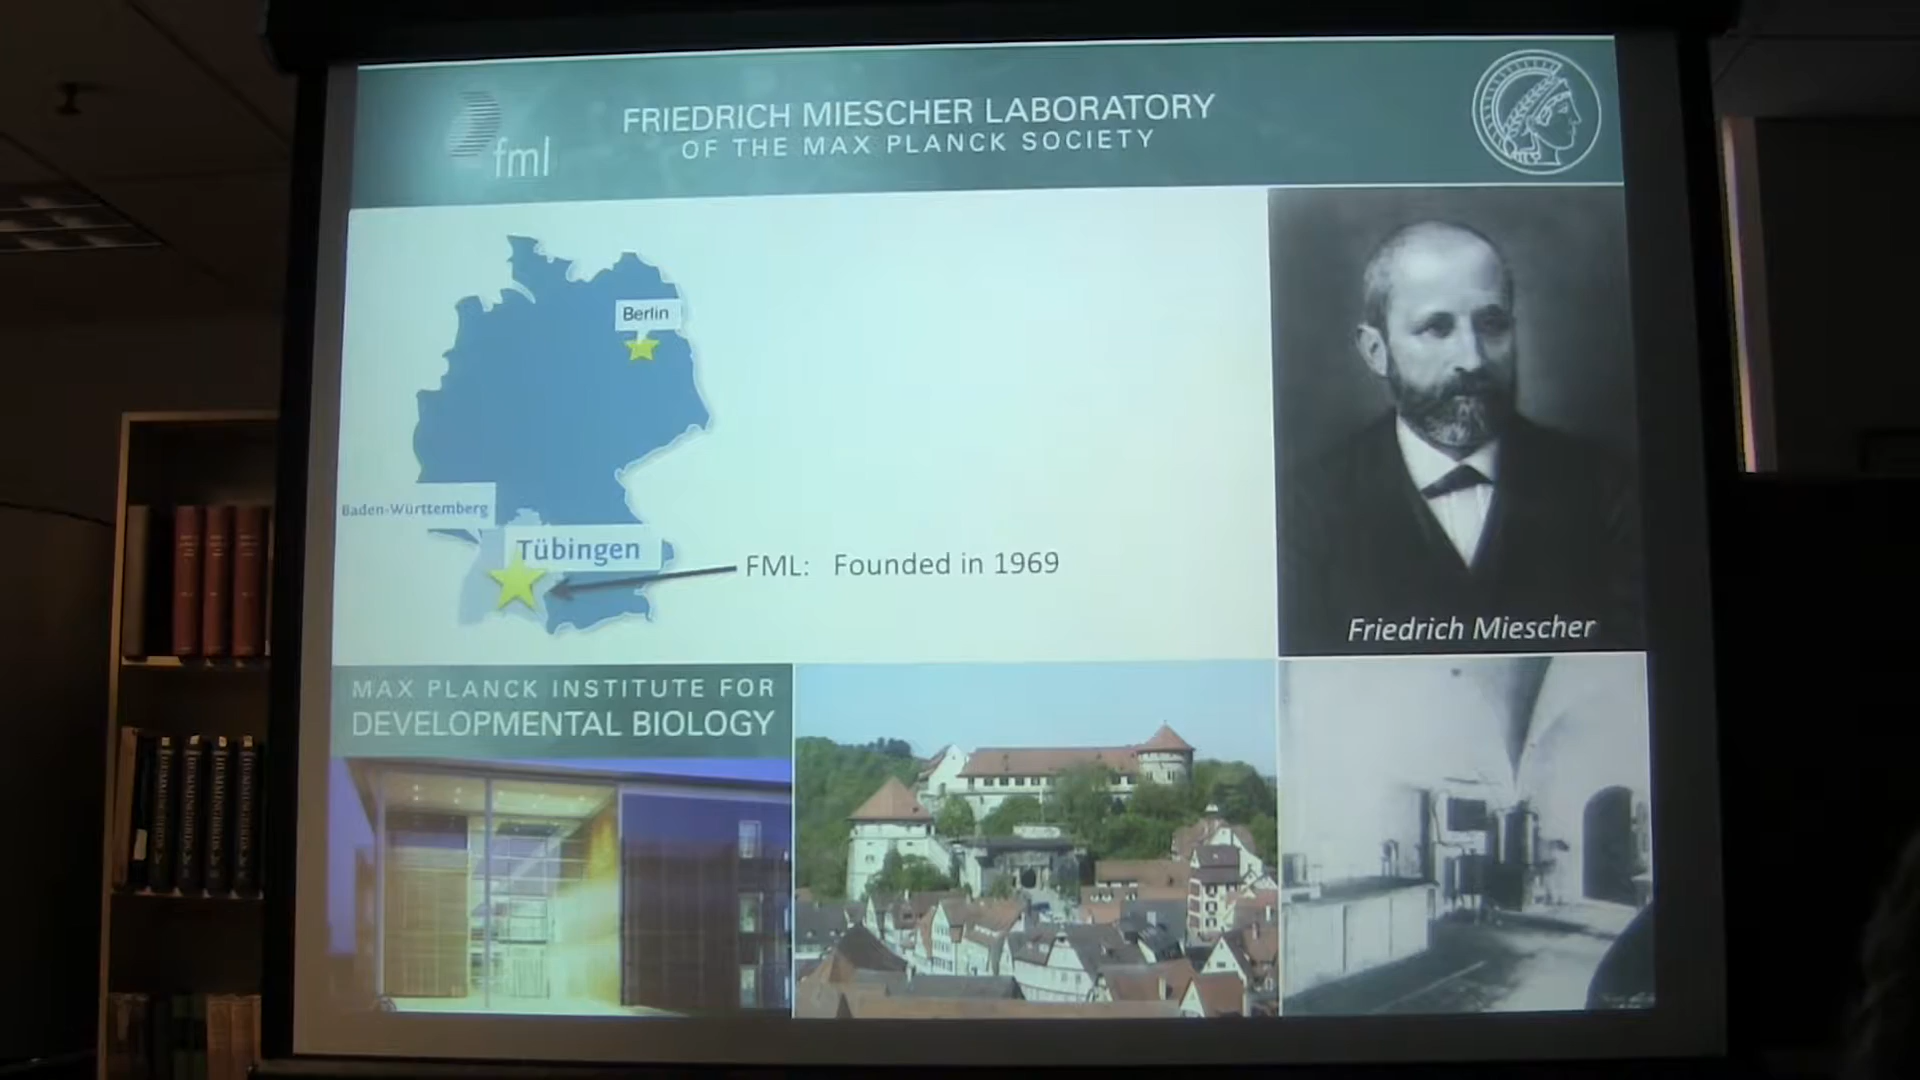 fml
FRIEDRICH MIESCHER LABORATORY
OF THE MAX PLANCK SOCIETY
Berlin
Baden-Württemberg
Tübingen
FML: Founded in 1969
Friedrich Miescher
MAX PLANCK INSTITUTE FOR
DEVELOPMENTAL BIOLOGY